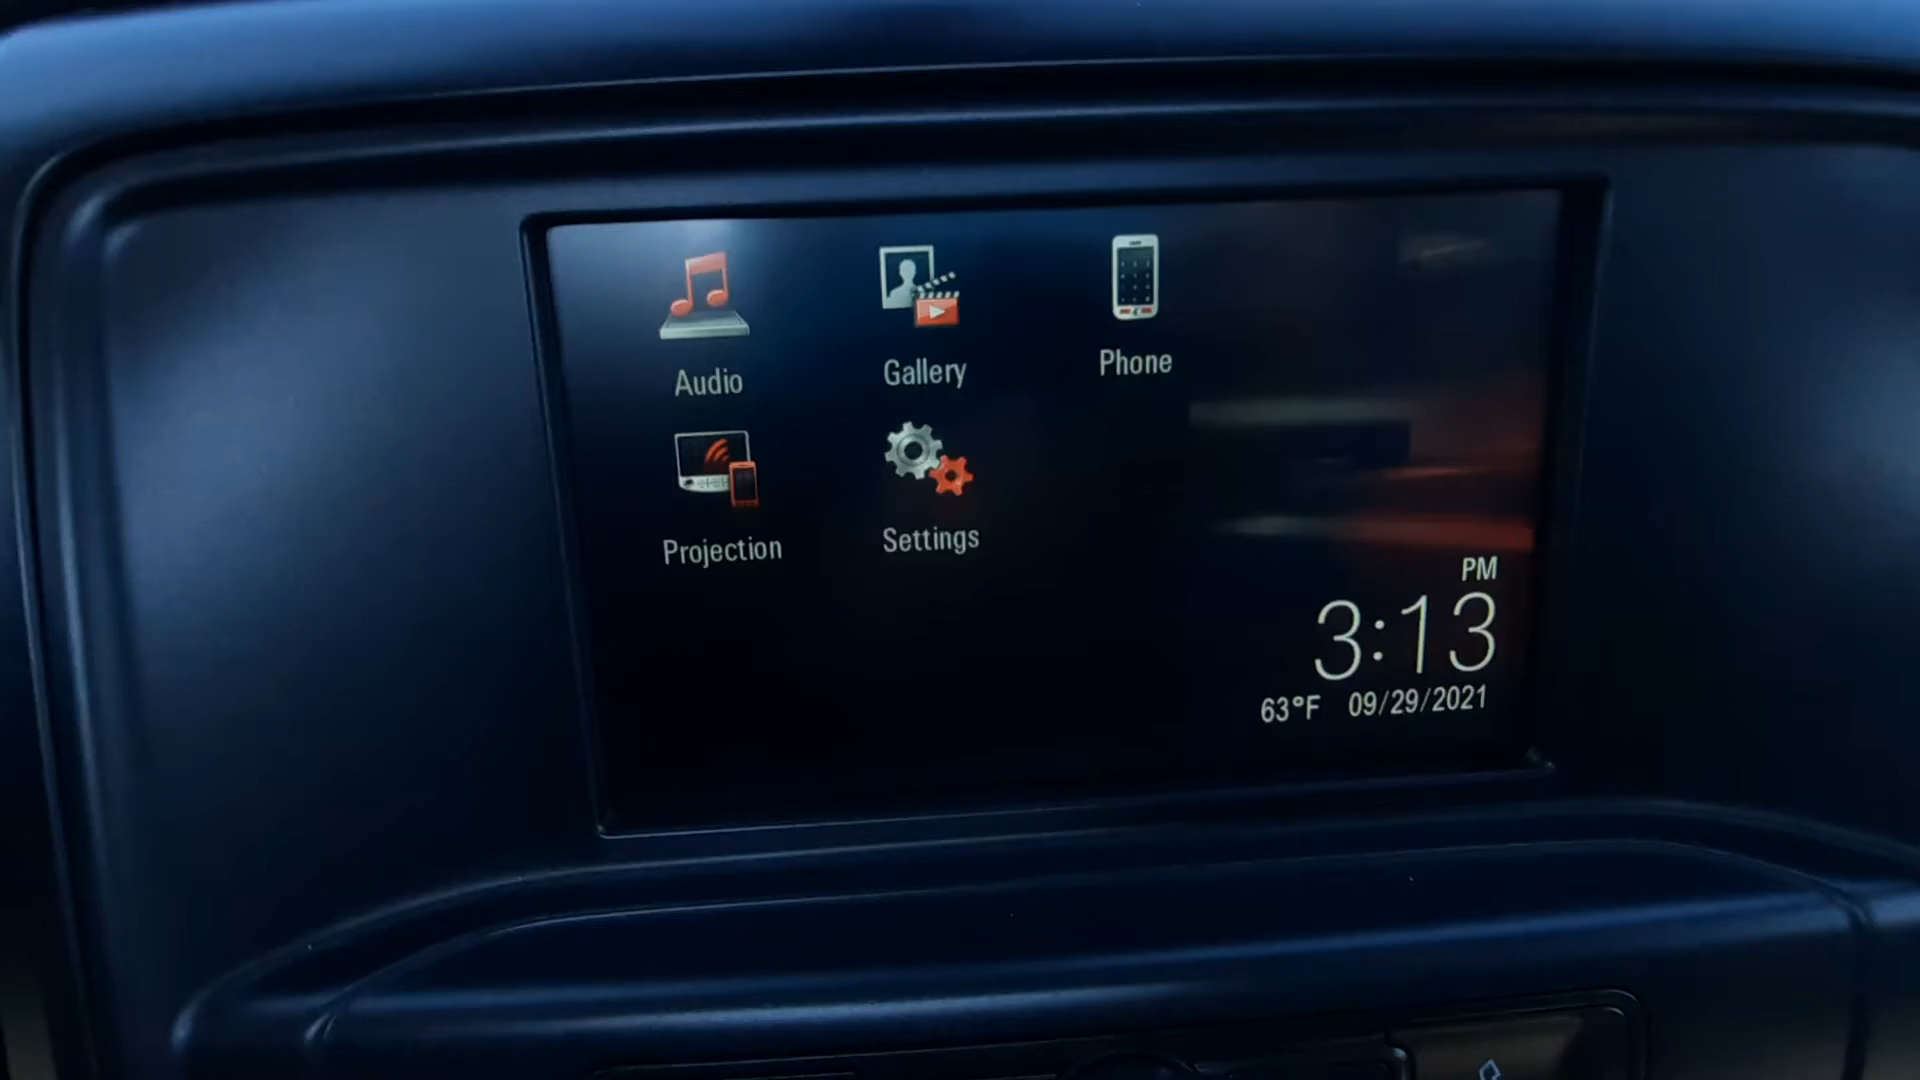 Audio
Gallery
Phone
Projection
Settings
PM
3:13
63°F 09/29/2021